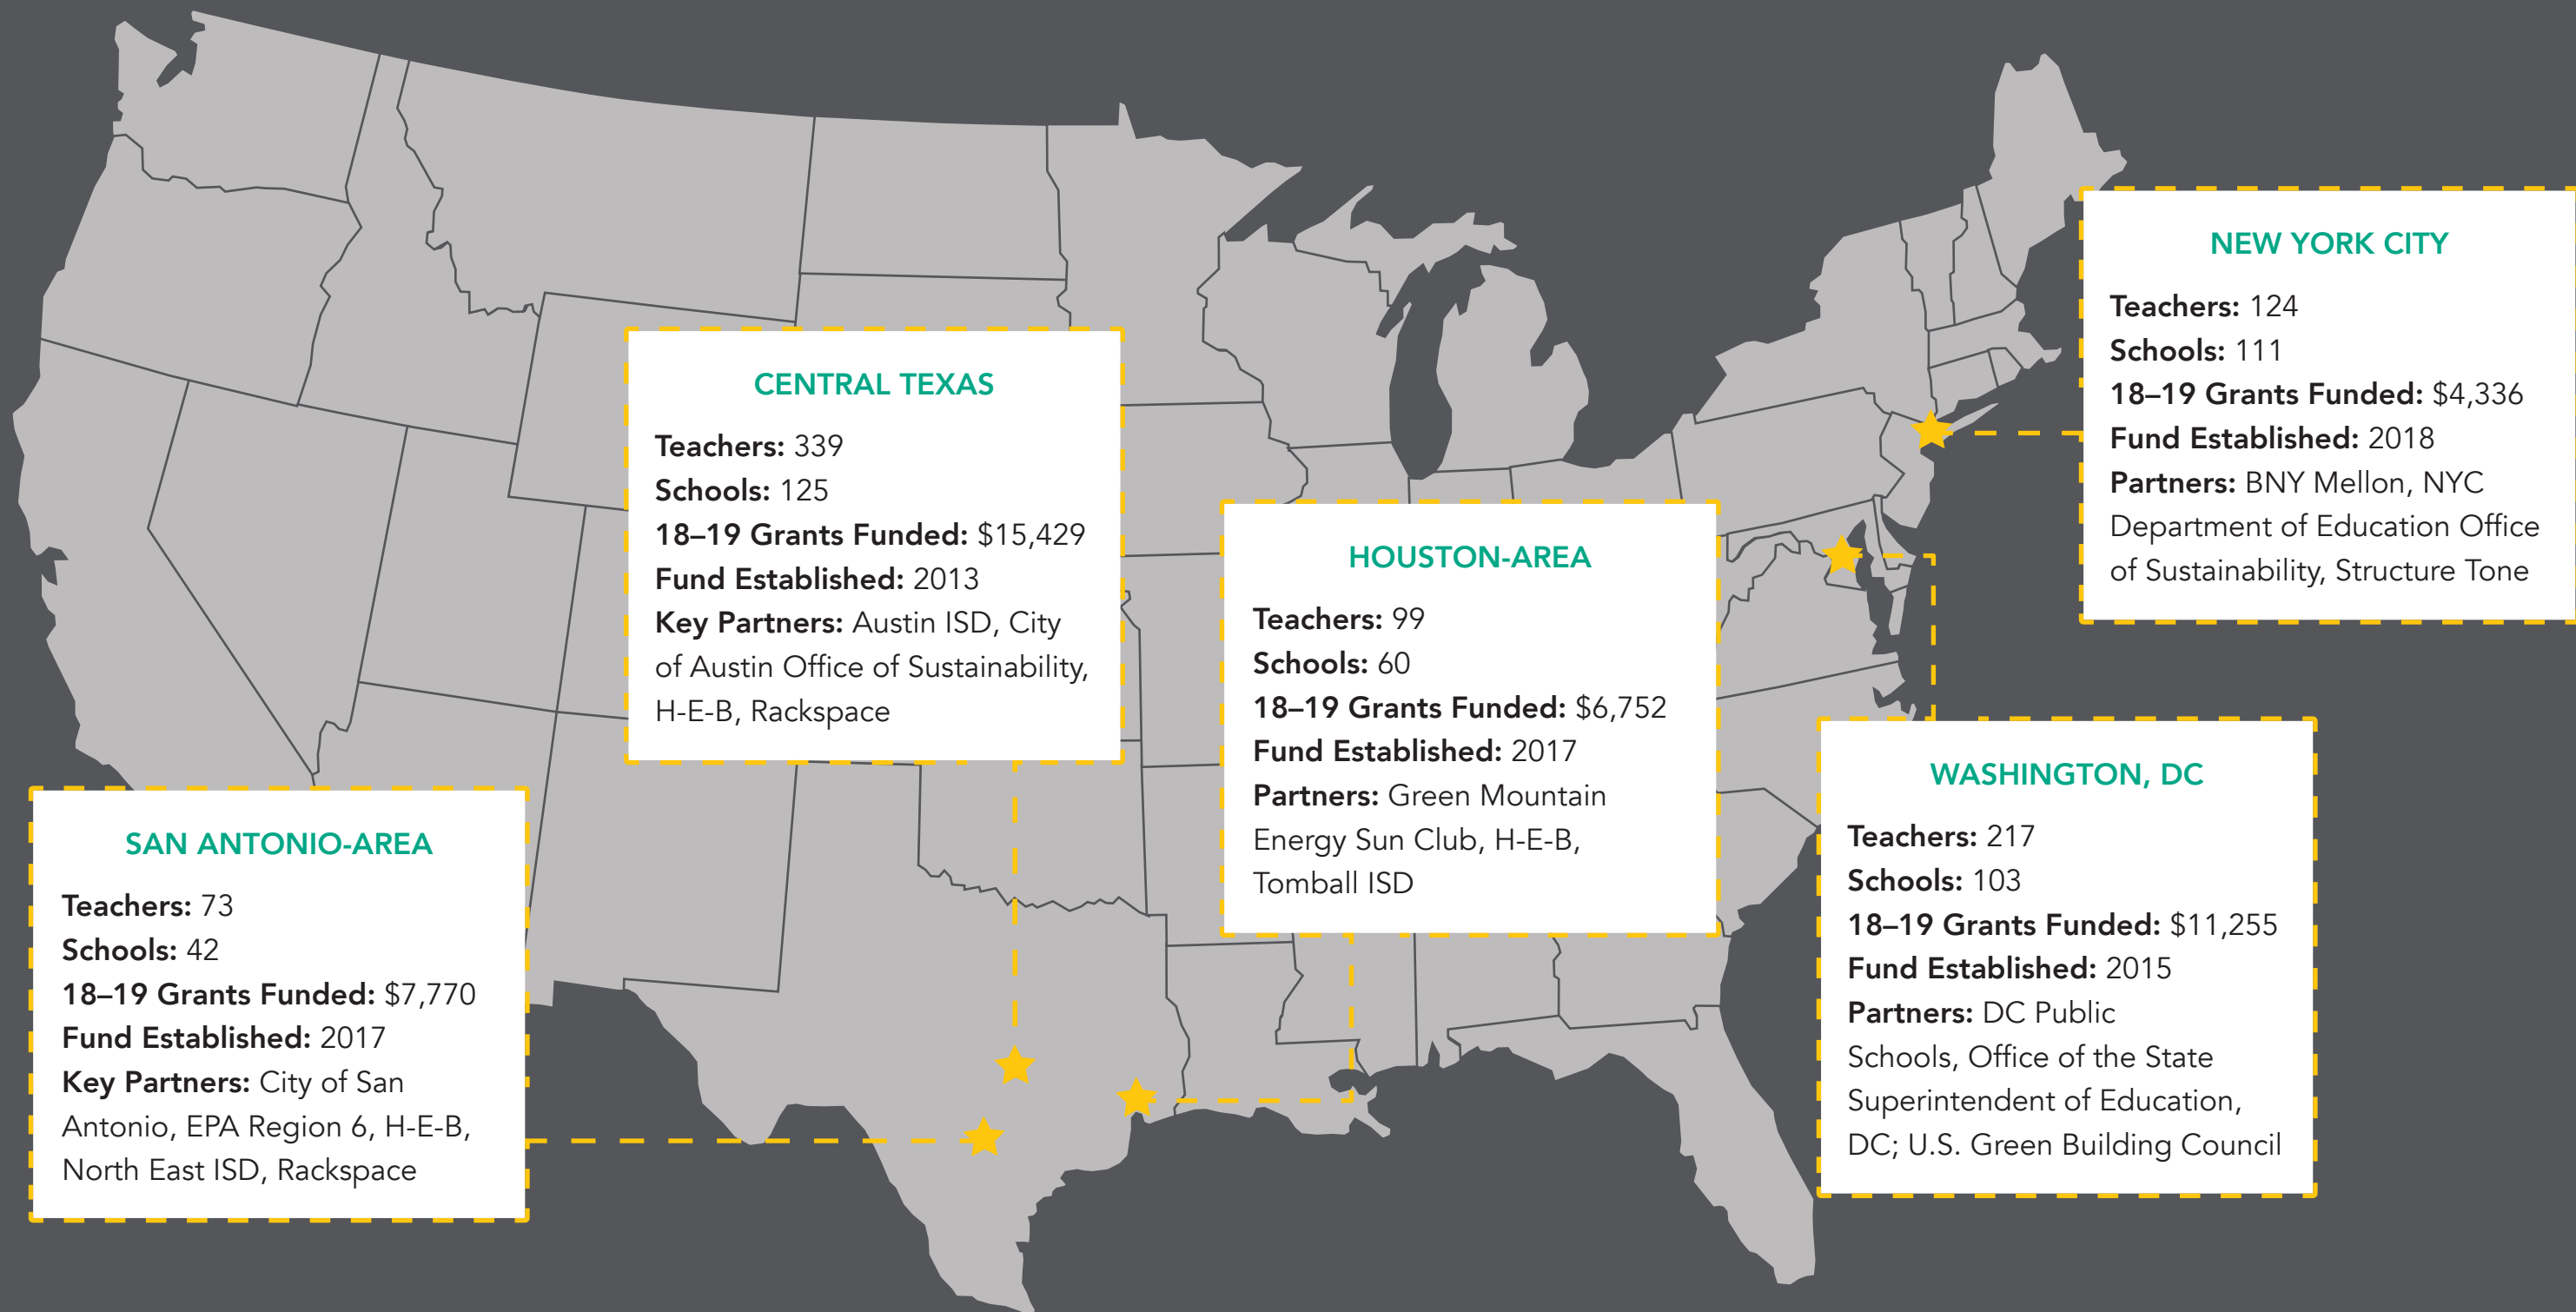 NEW YORK CITY
Teachers: 124
Schools: 111
18–19 Grants Funded: $4,336
Fund Established: 2018
Partners: BNY Mellon, NYC
Department of Education Office
of Sustainability, Structure Tone
CENTRAL TEXAS
Teachers: 339
Schools: 125
18–19 Grants Funded: $15,429
Fund Established: 2013
Key Partners: Austin ISD, City
of Austin Office of Sustainability,
H-E-B, Rackspace
HOUSTON-AREA
Teachers: 99
Schools: 60
18–19 Grants Funded: $6,752
Fund Established: 2017
Partners: Green Mountain
Energy Sun Club, H-E-B,
Tomball ISD
WASHINGTON, DC
Teachers: 217
Schools: 103
18–19 Grants Funded: $11,255
Fund Established: 2015
Partners: DC Public
Schools, Office of the State
Superintendent of Education,
DC; U.S. Green Building Council
SAN ANTONIO-AREA
Teachers: 73
Schools: 42
18–19 Grants Funded: $7,770
Fund Established: 2017
Key Partners: City of San
Antonio, EPA Region 6, H-E-B,
North East ISD, Rackspace